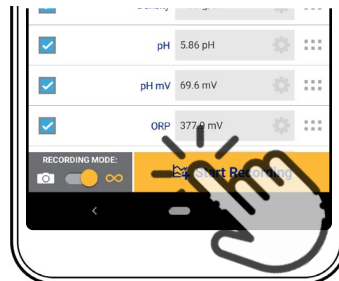 pH 5.86 pH
pH mV 69.6 mV
ORP 377.9 mV
RECORDING MODE:
Start Recording